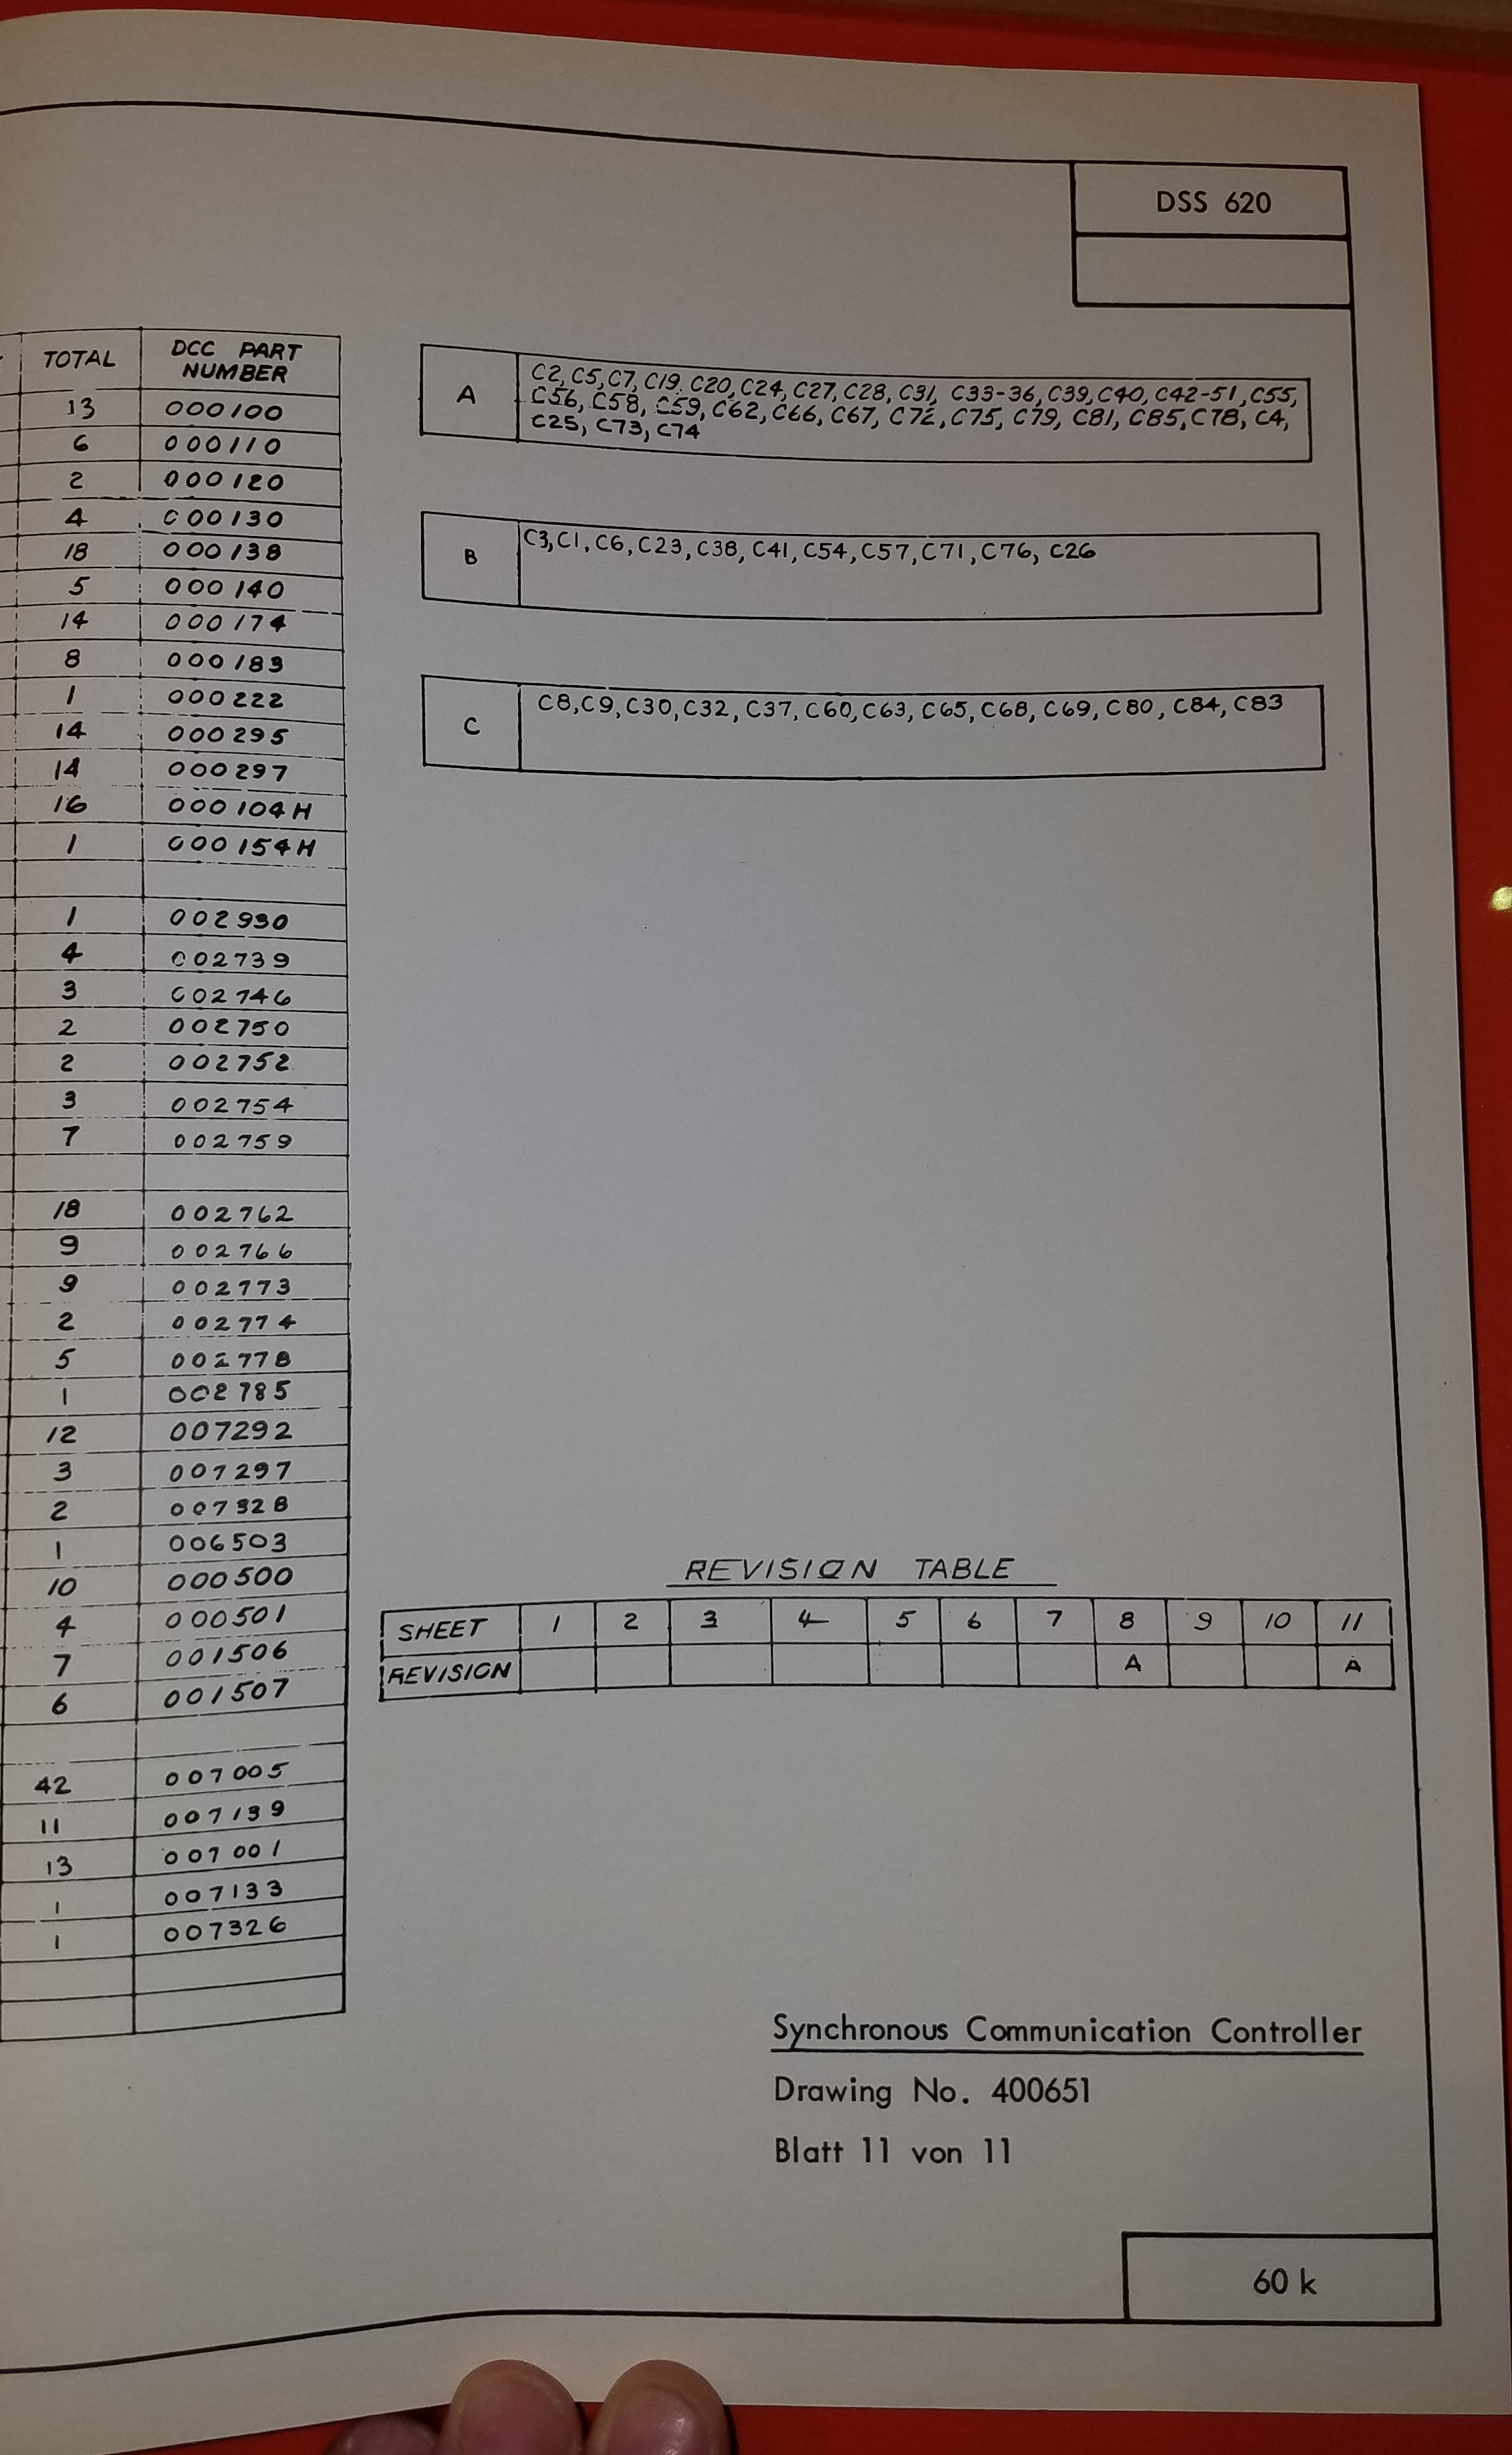 DSS 620
TOTAL DCC PART NUMBER
13 000100
6 000110
2 000120
4 000130
18 000138
5 000140
14 000174
8 000183
1 000222
14 000295
14 000297
16 000104H
1 000154H
1 002930
4 002739
3 002746
2 002750
2 002752
3 002754
7 002759
18 002762
9 002766
9 002773
2 002774
5 002778
1 002785
12 007292
3 007297
2 007328
1 006503
10 000500
4 000501
7 001506
6 001507
42 007005
11 007139
13 007001
1 007133
1 007326
A
C2, C5, C7, C19, C20, C24, C27, C28, C31, C33-36, C39, C40, C42-51, C55,
C56, C58, C59, C62, C66, C67, C72, C75, C79, C81, C85, C78, C4,
C25, C73, C74
B
C3, C1, C6, C23, C38, C41, C54, C57, C71, C76, C26
C
C8, C9, C30, C32, C37, C60, C63, C65, C68, C69, C80, C84, C83
REVISION TABLE
SHEET 1 2 3 4 5 6 7 8 9 10 11
REVISION A A
Synchronous Communication Controller
Drawing No. 400651
Blatt 11 von 11
60 k